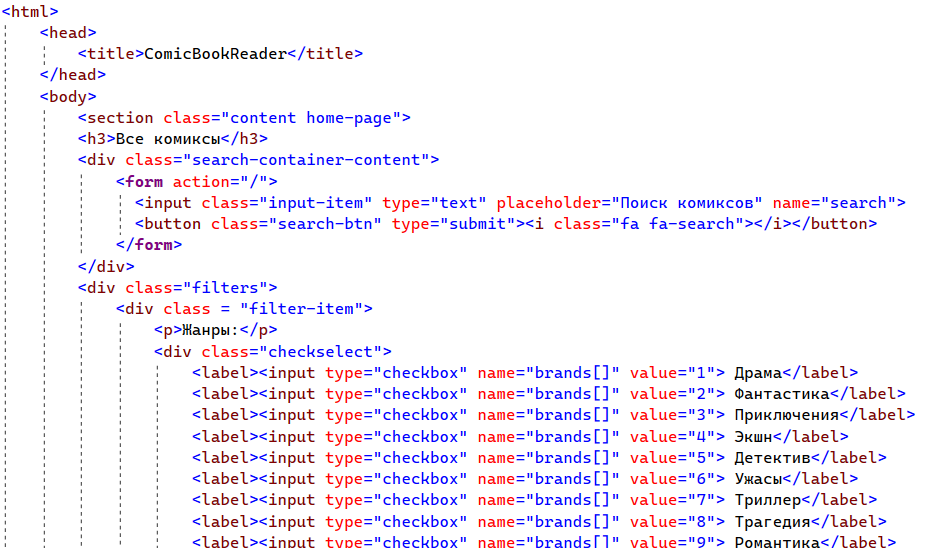 <html>
<head>
<title>ComicBookReader</title>
</head>
<body>
<section class="content home-page">
<h3>Все комиксы</h3>
<div class="search-container-content">
<form action="/">
<input class="input-item" type="text" placeholder="Поиск комиксов" name="search">
<button class="search-btn" type="submit"><i class="fa fa-search"></i></button>
</form>
</div>
<div class="filters">
<div class = "filter-item">
<p>Жанры:</p>
<div class="checkselect">
<label><input type="checkbox" name="brands[]" value="1"> Драма</label>
<label><input type="checkbox" name="brands[]" value="2"> Фантастика</label>
<label><input type="checkbox" name="brands[]" value="3"> Приключения</label>
<label><input type="checkbox" name="brands[]" value="4"> Экшн</label>
<label><input type="checkbox" name="brands[]" value="5"> Детектив</label>
<label><input type="checkbox" name="brands[]" value="6"> Ужасы</label>
<label><input type="checkbox" name="brands[]" value="7"> Триллер</label>
<label><input type="checkbox" name="brands[]" value="8"> Трагедия</label>
<label><input type="checkbox" name="brands[]" value="9"> Романтика</label>